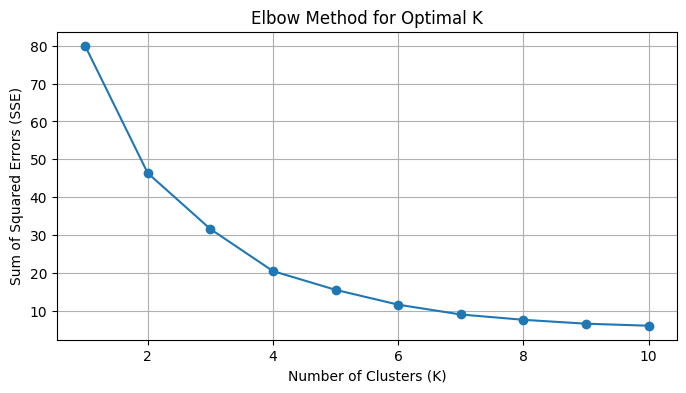 Elbow Method for Optimal K
Sum of Squared Errors (SSE)
80
70
60
50
40
30
20
10
2 4 6 8 10
Number of Clusters (K)